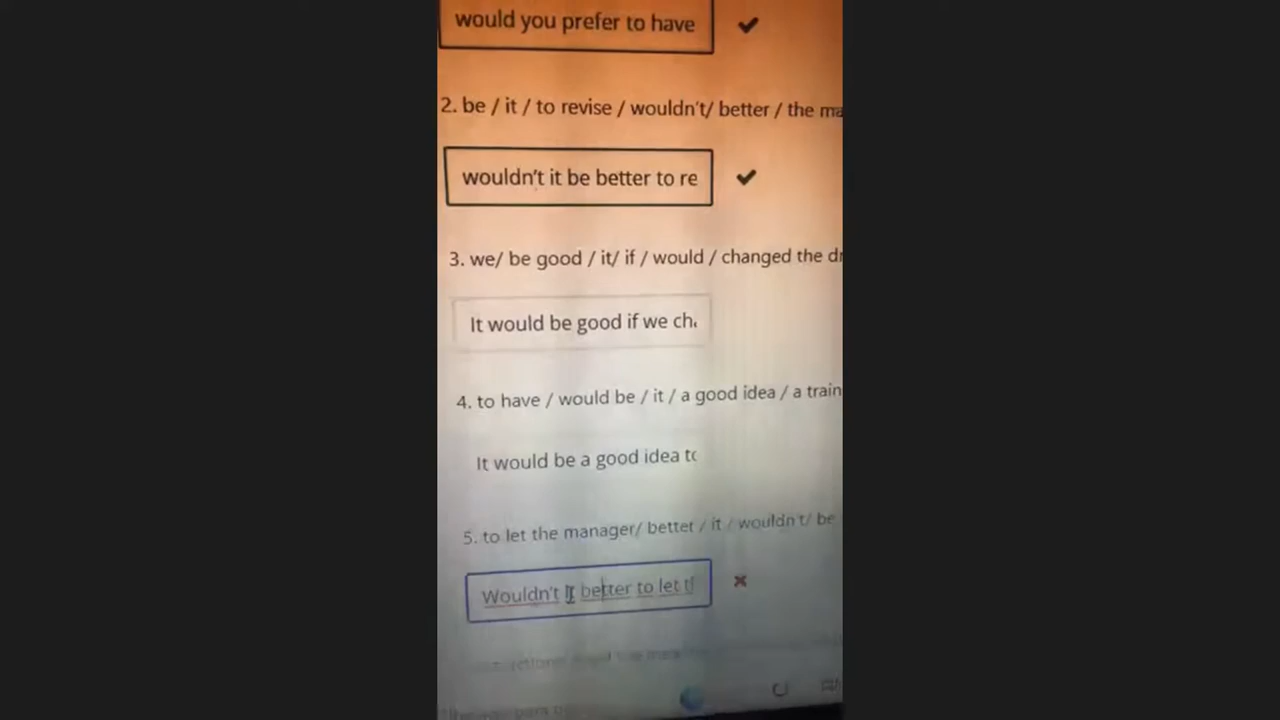 would you prefer to have
2. be / it / to revise / wouldn't/ better / the ma
wouldn't it be better to re
3. we/ be good / it/ if / would / changed the dr
It would be good if we ch
4. to have / would be / it / a good idea / a train
It would be a good idea to
5. to let the manager/ bettet / it / wouldn't/ be
Wouldn't it better to let t